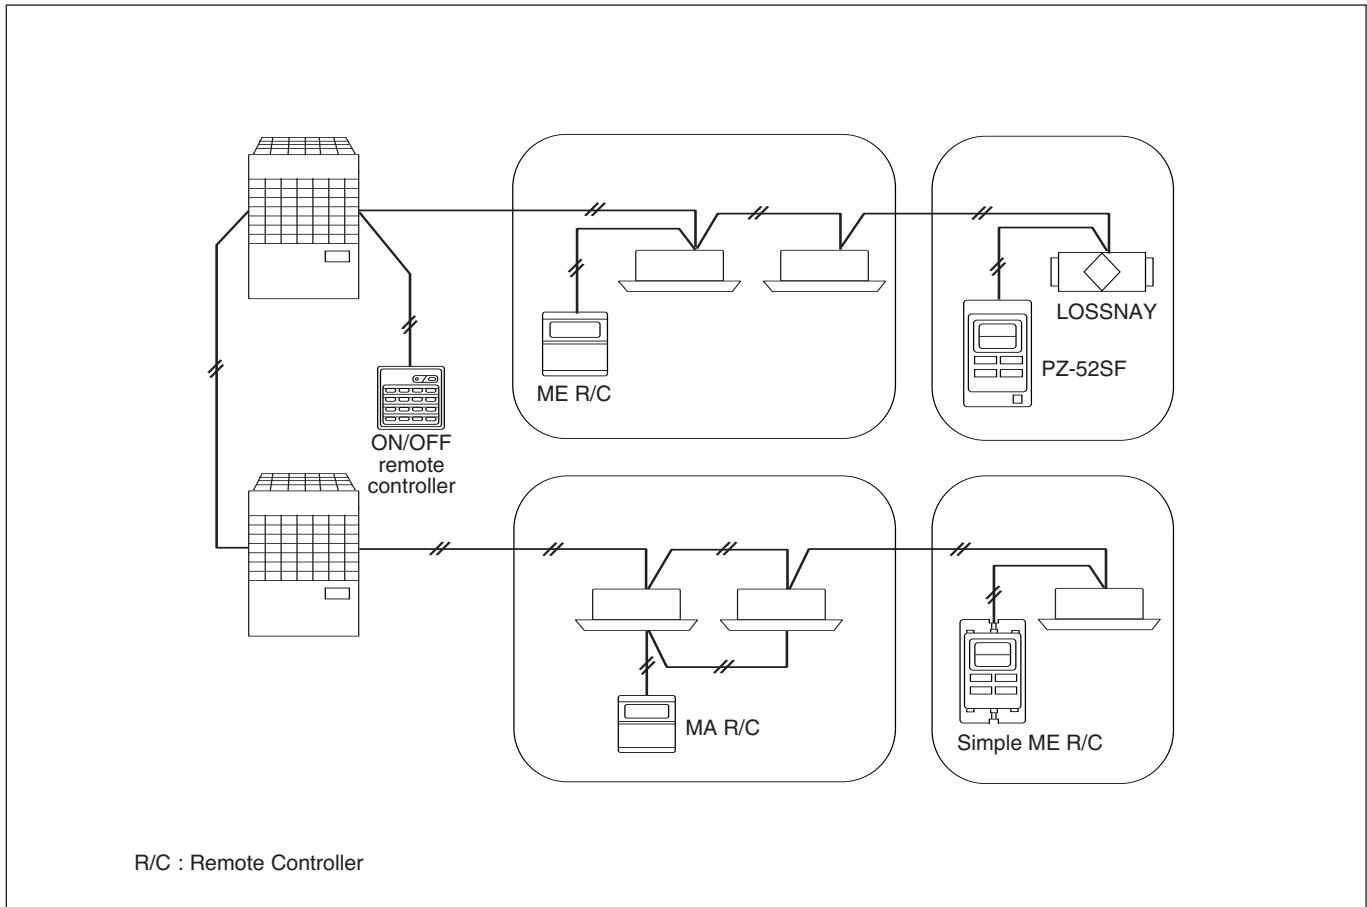 LOSSNAY
PZ-52SF
ME R/C
ON/OFF
remote
controller
MA R/C
Simple ME R/C
R/C : Remote Controller